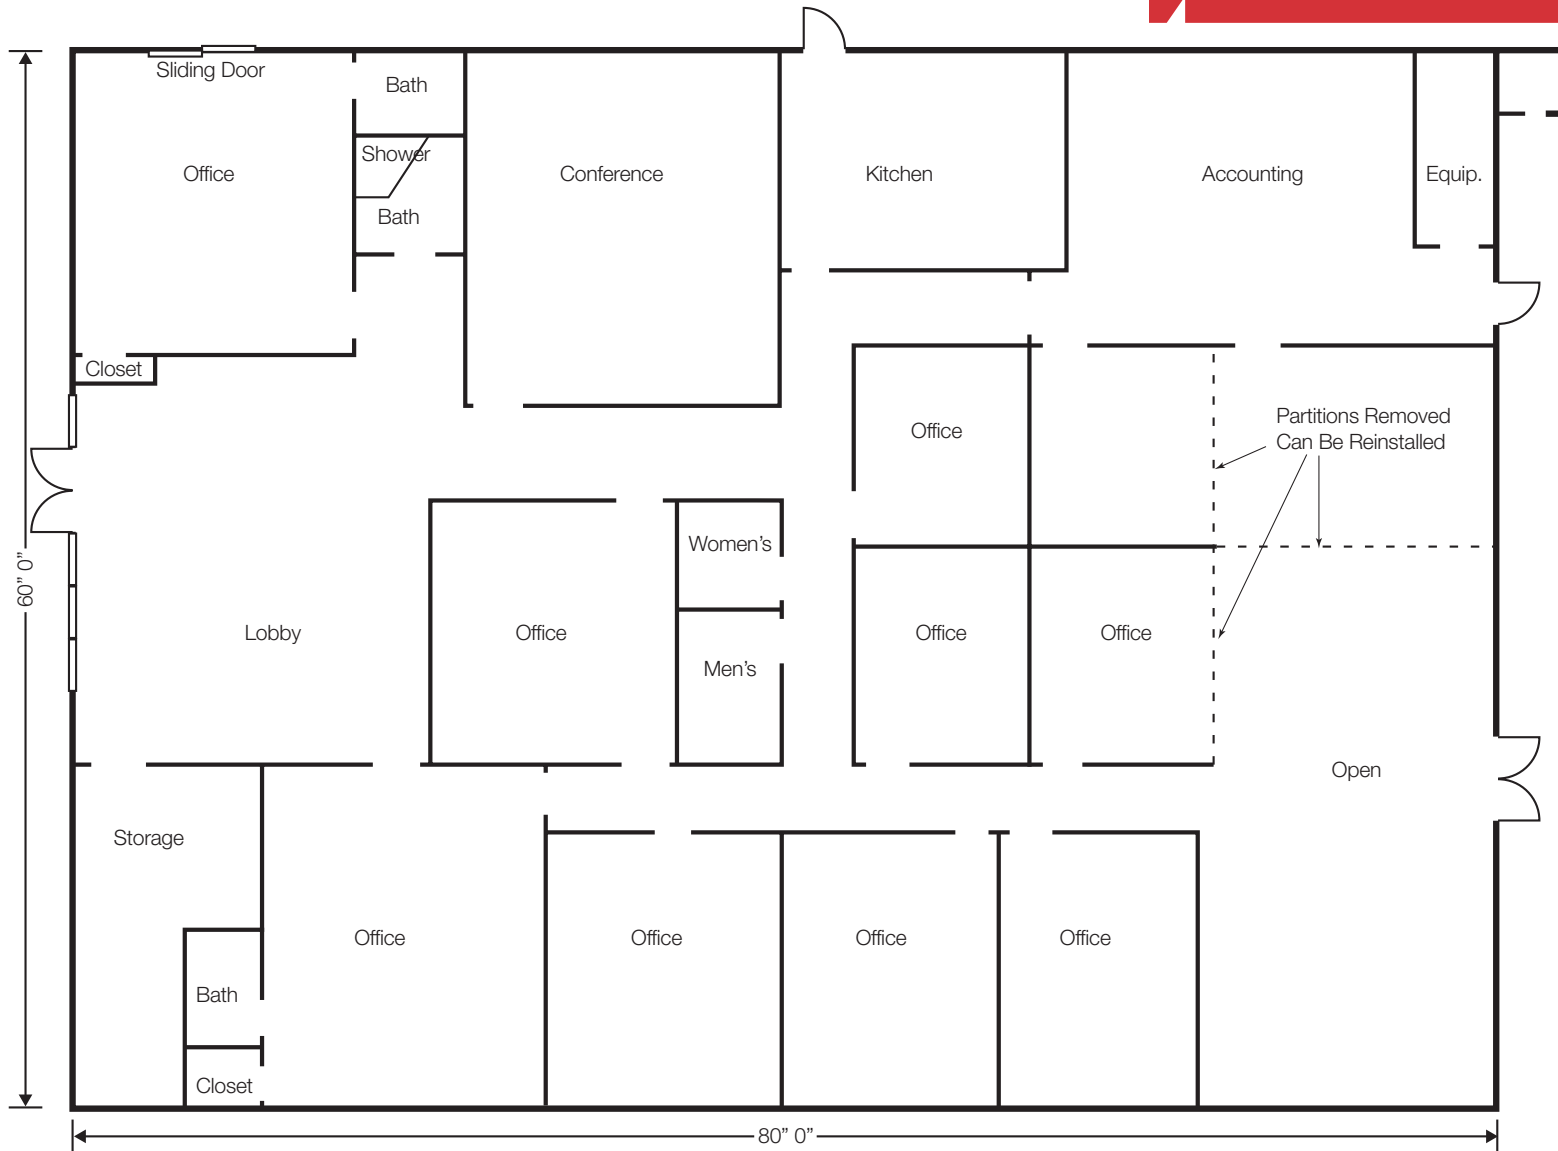 Sliding Door
Bath
Shower
Office
Conference
Kitchen
Accounting
Equip.
Bath
Closet
Partitions Removed
Can Be Reinstalled
Office
Women’s
60” 0”
Lobby
Office
Office
Office
Men’s
Open
Storage
Office
Office
Office
Office
Bath
Closet
80” 0”